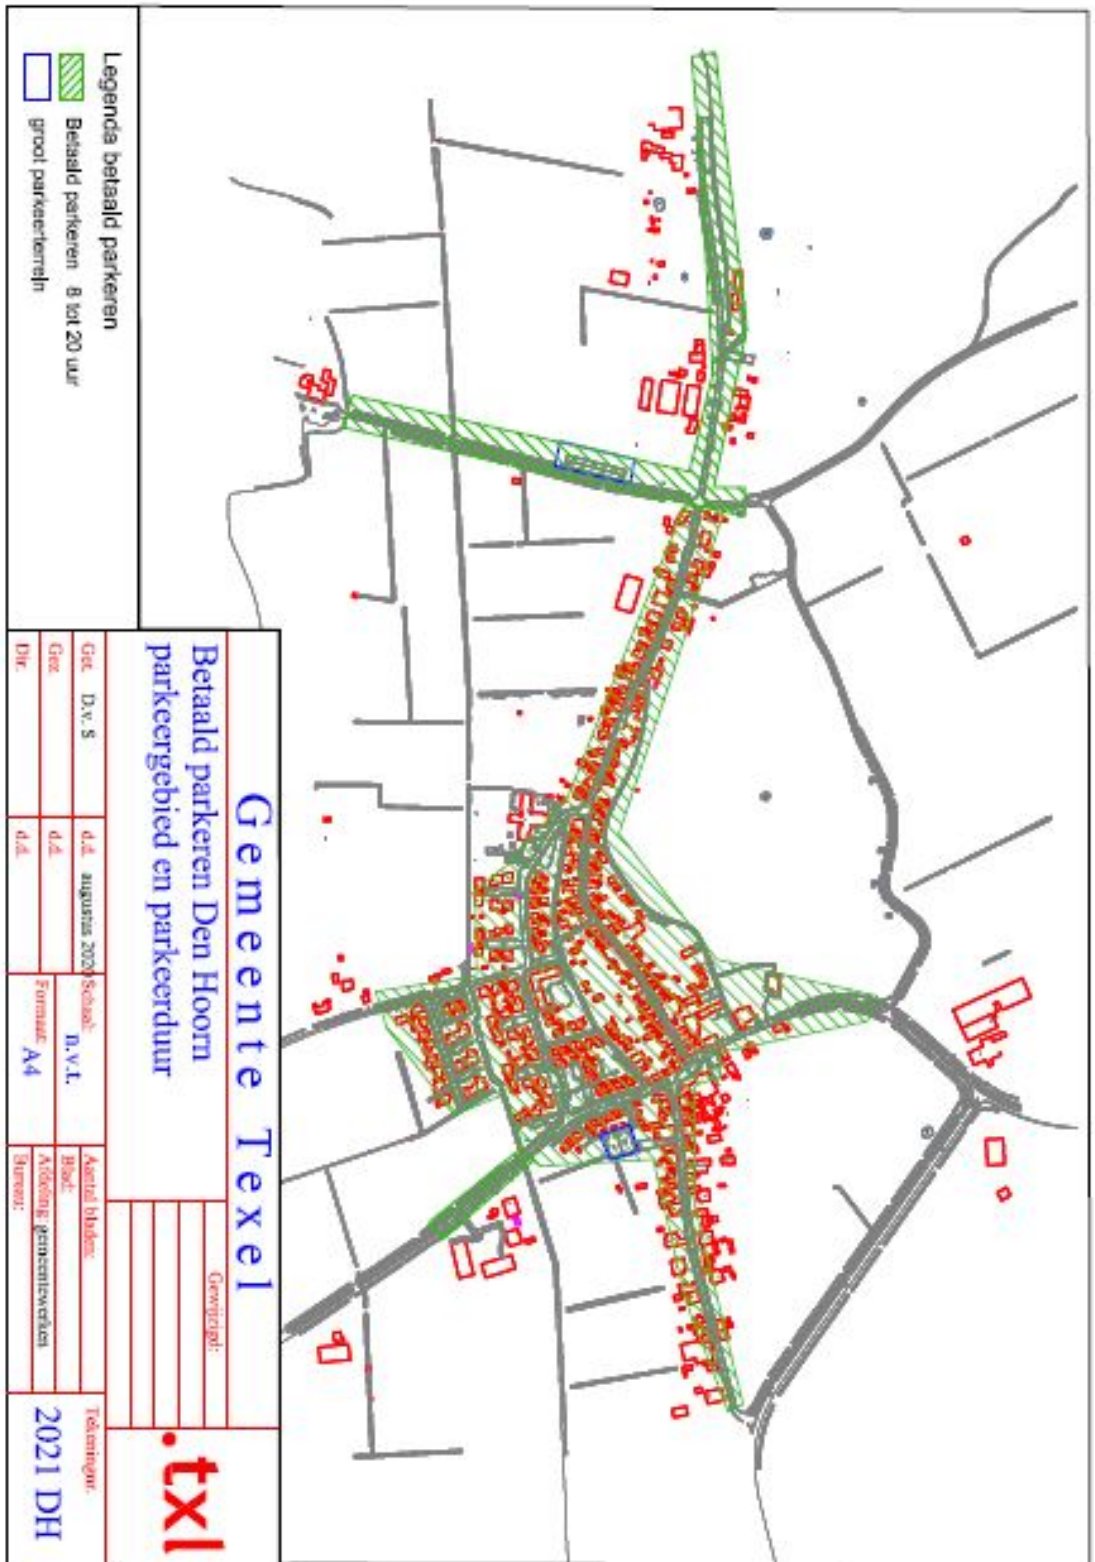 Legenda betaald parkeren
Betaald parkeren 8 tot 20 uur
groot parkeerterrein
Gemeente Texel
Betaald parkeren Den Hoorn
parkeergebied en parkeerduur
Gewijzigd:
.txl
Get. D.v. S
d.d. augustus 2020
Schaal: n.v.t.
Aantal bladen:
Blad:
Tekeningnr.
2021 DH
Gez.
d.d.
Formaat: A4
Afdeling gemeentewerken
Bureau:
Dir.
d.d.